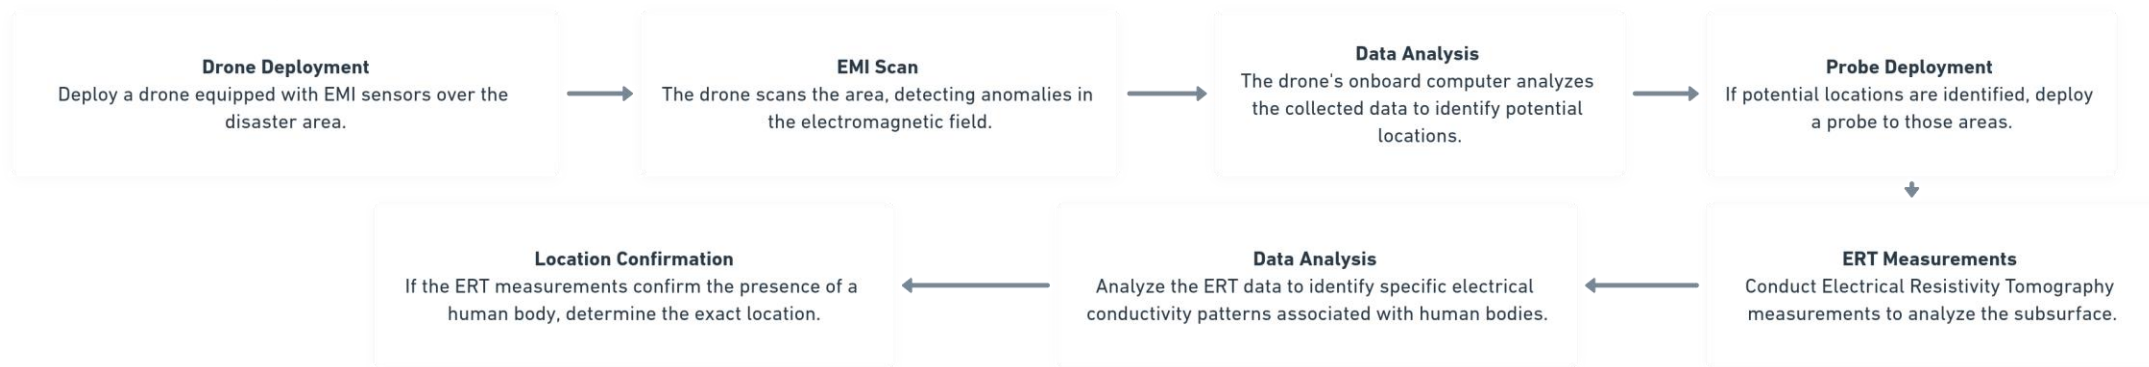 Drone Deployment
Deploy a drone equipped with EMI sensors over the
disaster area.
EMI Scan
The drone scans the area, detecting anomalies in
the electromagnetic field.
Data Analysis
The drone's onboard computer analyzes
the collected data to identify potential
locations.
Probe Deployment
If potential locations are identified, deploy
a probe to those areas.
ERT Measurements
Conduct Electrical Resistivity Tomography
measurements to analyze the subsurface.
Data Analysis
Analyze the ERT data to identify specific electrical
conductivity patterns associated with human bodies.
Location Confirmation
If the ERT measurements confirm the presence of a
human body, determine the exact location.